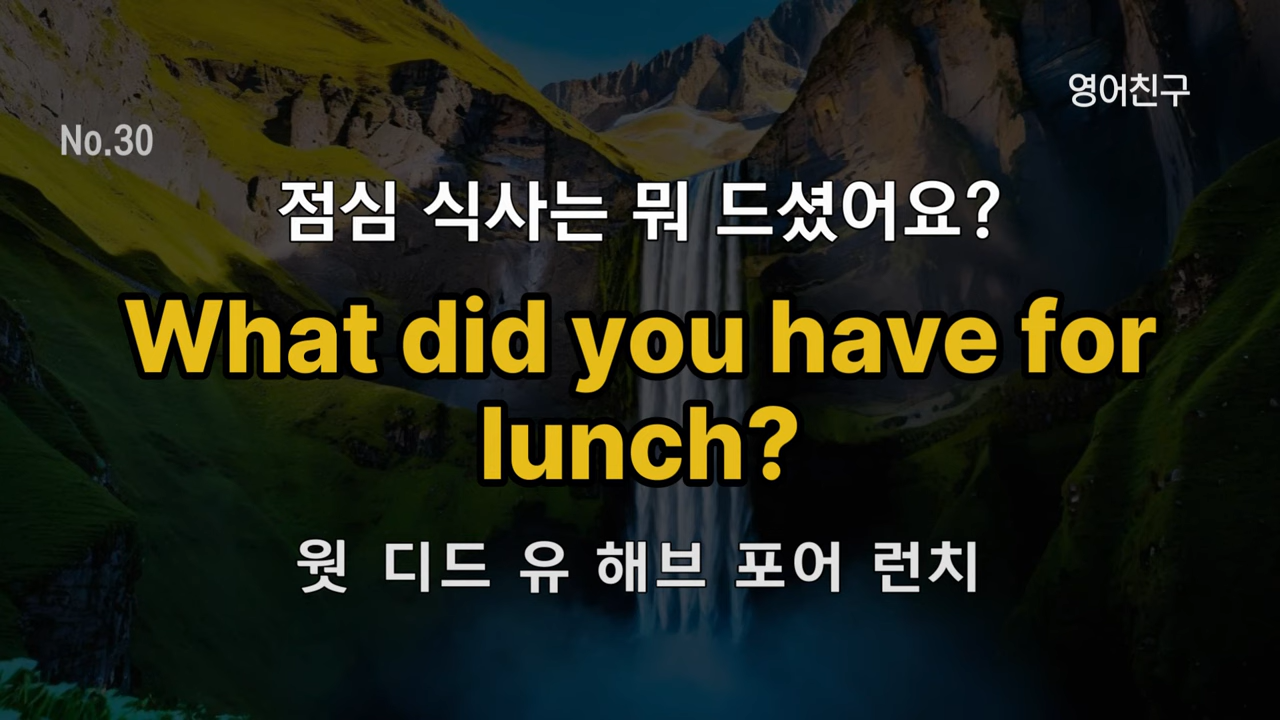 영어친구
No.30
점심 식사는 뭐 드셨어요?
What did you have for
lunch?
웟 디드 유 해브 포어 런치